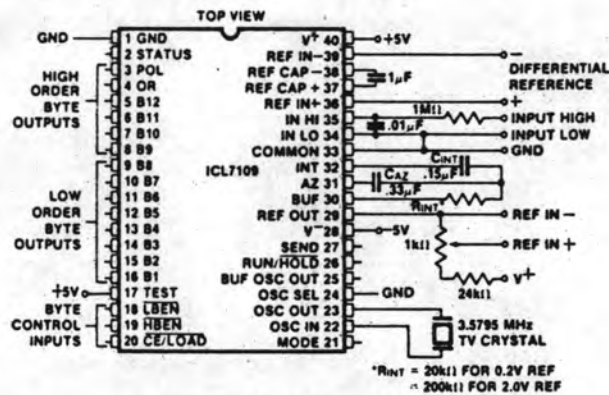 TOP VIEW
GND
1 GND
2 STATUS
3 POL
4 OR
5 B12
6 B11
7 B10
8 B9
9 B8
10 B7
11 B6
12 B5
13 B4
14 B3
15 B2
16 B1
17 TEST
18 LBEN
19 HBEN
20 CE/LOAD
HIGH
ORDER
BYTE
OUTPUTS
LOW
ORDER
BYTE
OUTPUTS
+5V
BYTE
CONTROL
INPUTS
ICL7109
V+ 40
REF IN- 39
REF CAP - 38
REF CAP + 37
REF IN+ 36
IN HI 35
IN LO 34
COMMON 33
INT 32
AZ 31
BUF 30
REF OUT 29
V- 28
SEND 27
RUN/HOLD 26
BUF OSC OUT 25
OSC SEL 24
OSC OUT 23
OSC IN 22
MODE 21
+5V
-
DIFFERENTIAL
REFERENCE
1µF
+
1MΩ
INPUT HIGH
.01µF
INPUT LOW
GND
CINT
.15µF
CAZ
.33µF
RINT*
REF IN -
-5V
1kΩ
REF IN +
24kΩ
V+
GND
3.5795 MHz
TV CRYSTAL
*RINT = 20kΩ FOR 0.2V REF
= 200kΩ FOR 2.0V REF